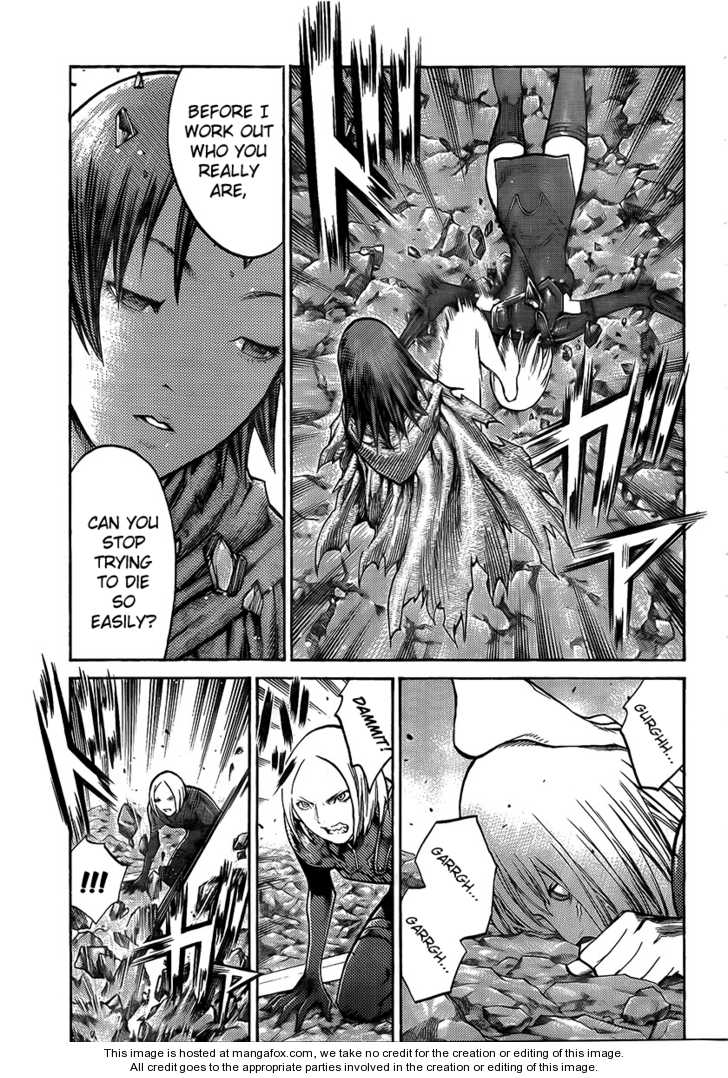 BEFORE I
WORK OUT
WHO YOU
REALLY
ARE,
CAN YOU
STOP
TRYING
TO DIE
SO
EASILY?
GURGHH...
GARRGH...
GARRGH...
DAMMIT!
!!!
This image is hosted at mangafox.com, we take no credit for the creation or editing of this image.
All credit goes to the appropriate parties involved in the creation or editing of this image.